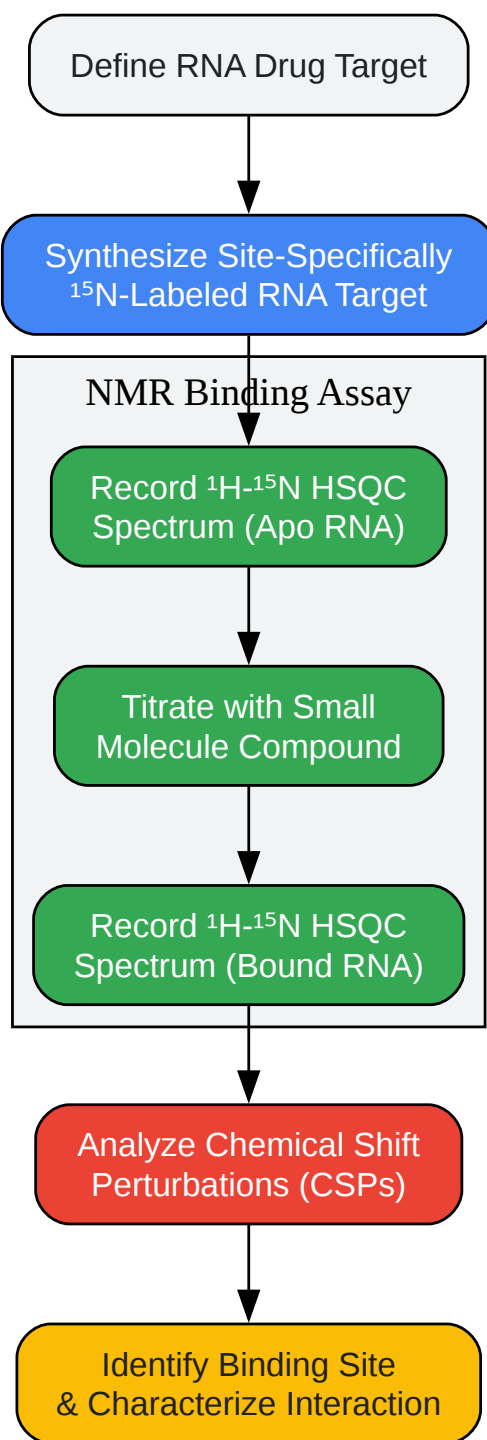 Define RNA Drug Target
Synthesize Site-Specifically
¹⁵N-Labeled RNA Target
NMR Binding Assay
Record ¹H-¹⁵N HSQC
Spectrum (Apo RNA)
Titrate with Small
Molecule Compound
Record ¹H-¹⁵N HSQC
Spectrum (Bound RNA)
Analyze Chemical Shift
Perturbations (CSPs)
Identify Binding Site
& Characterize Interaction